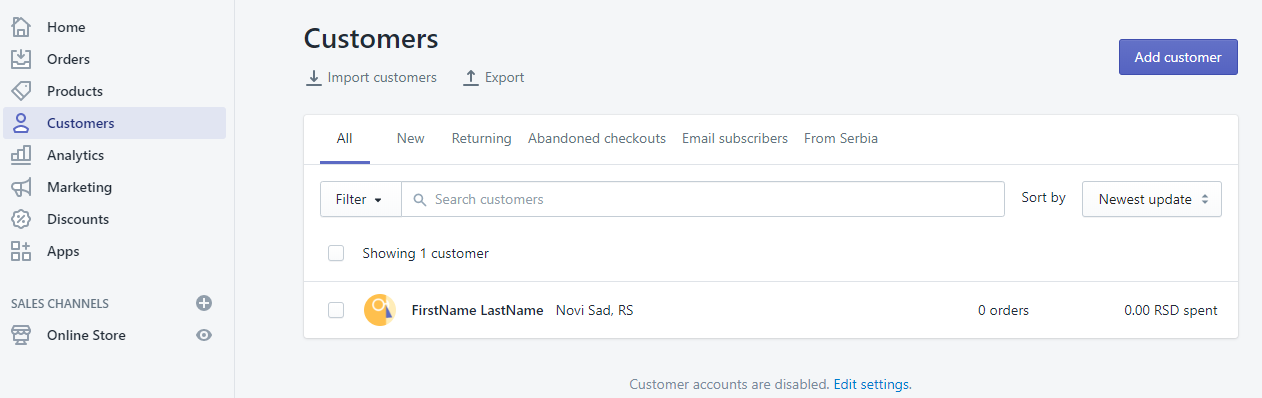 Home
Orders
Products
Customers
Analytics
Marketing
Discounts
Apps
SALES CHANNELS
Online Store
Customers
Import customers Export
Add customer
All New Returning Abandoned checkouts Email subscribers From Serbia
Filter Search customers Sort by Newest update
Showing 1 customer
FirstName LastName Novi Sad, RS 0 orders 0.00 RSD spent
Customer accounts are disabled. Edit settings.